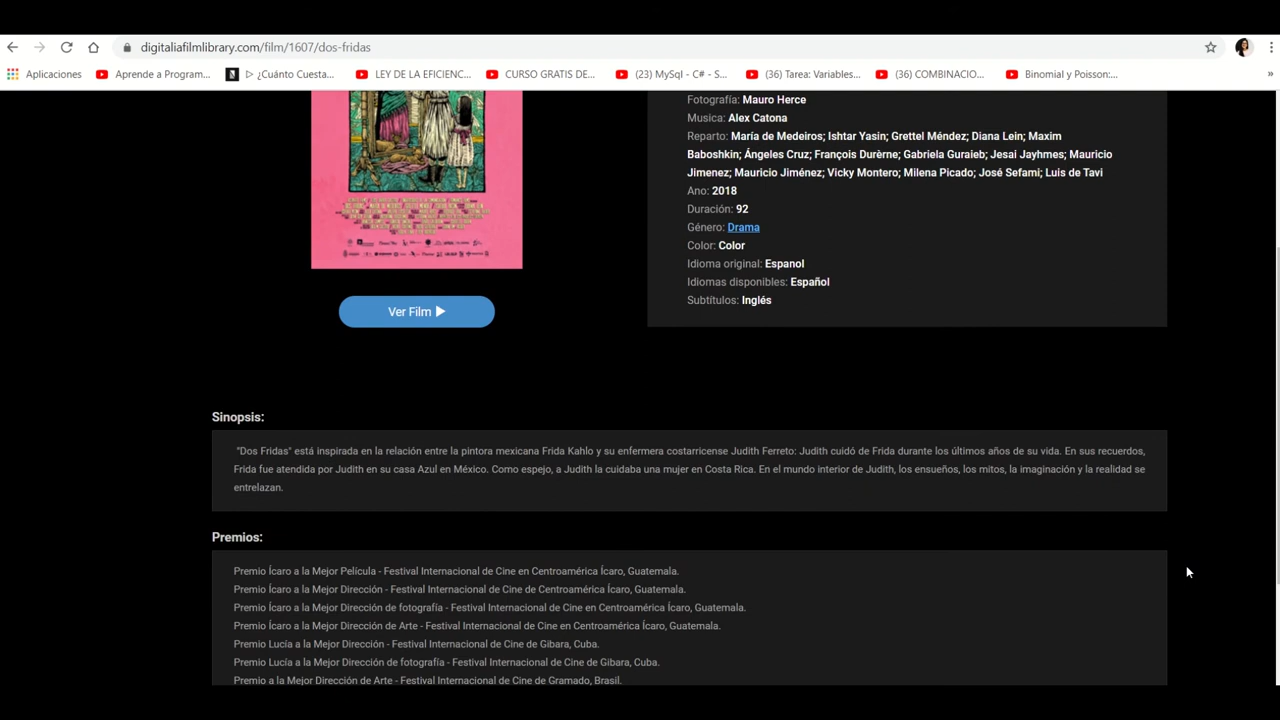 digitaliafilmlibrary.com/film/1607/dos-fridas
Aplicaciones
Aprende a Program...
▷ ¿Cuánto Cuesta...
LEY DE LA EFICIENC...
CURSO GRATIS DE...
(23) MySql - C# - S...
(36) Tarea: Variables...
(36) COMBINACIO...
Binomial y Poisson:...
»
Fotografía: Mauro Herce
Musica: Alex Catona
Reparto: María de Medeiros; Ishtar Yasin; Grettel Méndez; Diana Lein; Maxim
Baboshkin; Ángeles Cruz; François Durèrne; Gabriela Guraieb; Jesai Jayhmes; Mauricio
Jimenez; Mauricio Jiménez; Vicky Montero; Milena Picado; José Sefami; Luis de Tavi
Ano: 2018
Duración: 92
Género: Drama
Color: Color
Idioma original: Espanol
Idiomas disponibles: Español
Subtítulos: Inglés
Ver Film
Sinopsis:
"Dos Fridas" está inspirada en la relación entre la pintora mexicana Frida Kahlo y su enfermera costarricense Judith Ferreto: Judith cuidó de Frida durante los últimos años de su vida. En sus recuerdos,
Frida fue atendida por Judith en su casa Azul en México. Corno espejo, a Judith la cuidaba una mujer en Costa Rica. En el mundo interior de Judith, los ensueños, los mitos, la imaginación y la realidad se
entrelazan.
Premios:
Premio Ícaro a la Mejor Película - Festival Internacional de Cine en Centroamérica Ícaro, Guatemala.
Premio Ícaro a la Mejor Dirección - Festival Internacional de Cine de Centroamérica Ícaro, Guatemala.
Premio Ícaro a la Mejor Dirección de fotografía - Festival Internacional de Cine en Centroamérica Ícaro, Guatemala.
Premio Ícaro a la Mejor Dirección de Arte - Festival Internacional de Cine en Centroamérica Ícaro, Guatemala.
Premio Lucía a la Mejor Dirección - Festival Internacional de Cine de Gibara, Cuba.
Premio Lucía a la Mejor Dirección de fotografía - Festival Internacional de Cine de Gibara, Cuba.
Premio a la Mejor Dirección de Arte - Festival Internacional de Cine de Gramado, Brasil.